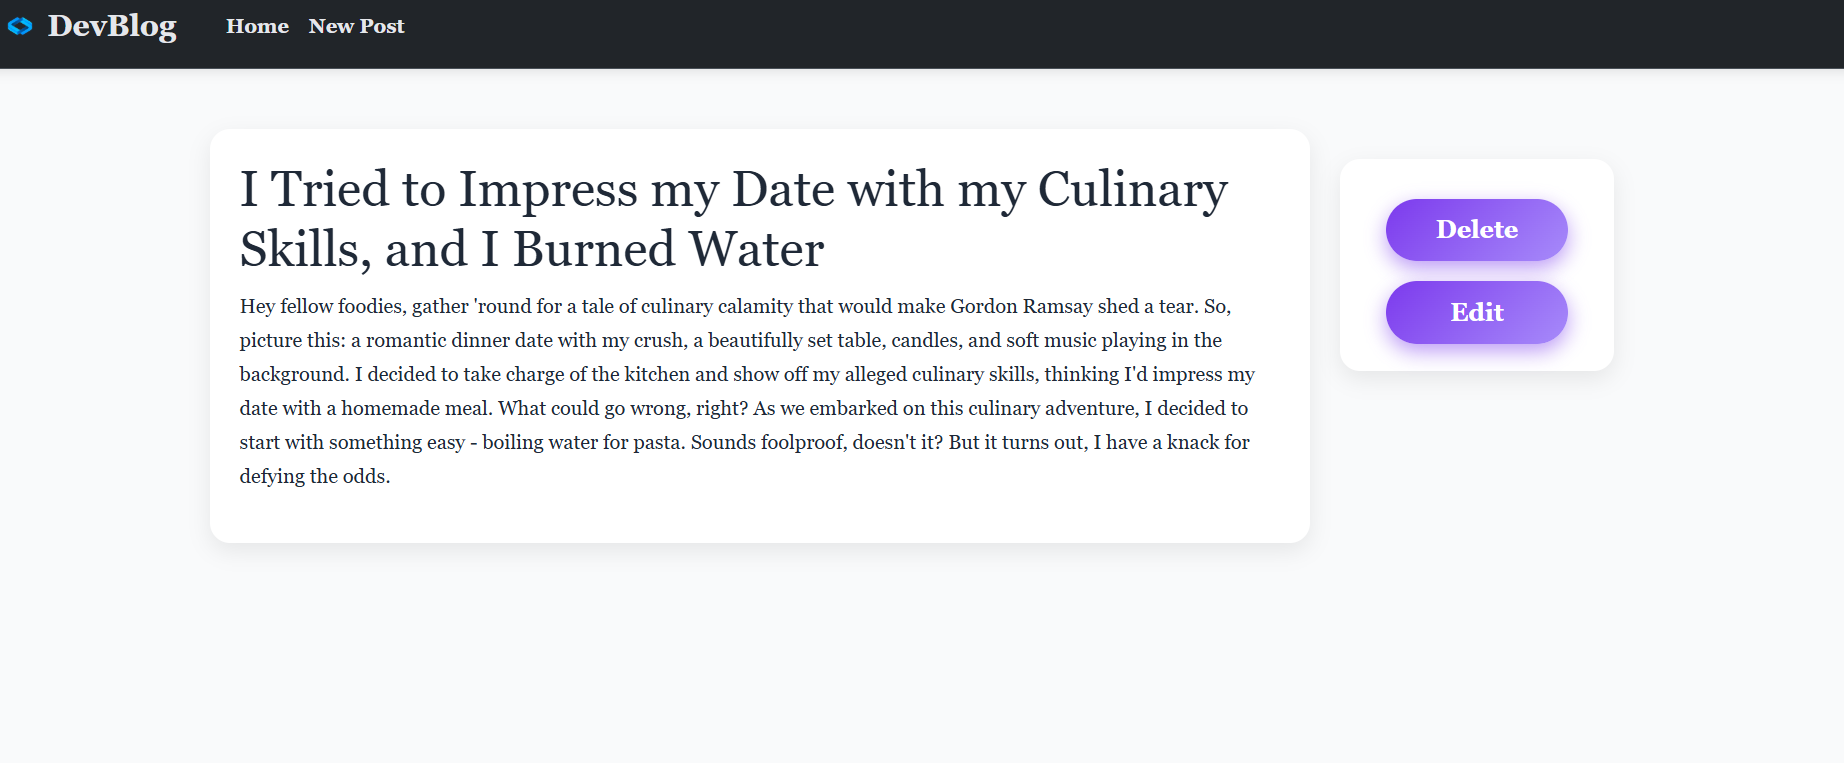 DevBlog Home New Post
I Tried to Impress my Date with my Culinary
Skills, and I Burned Water
Hey fellow foodies, gather 'round for a tale of culinary calamity that would make Gordon Ramsay shed a tear. So,
picture this: a romantic dinner date with my crush, a beautifully set table, candles, and soft music playing in the
background. I decided to take charge of the kitchen and show off my alleged culinary skills, thinking I'd impress my
date with a homemade meal. What could go wrong, right? As we embarked on this culinary adventure, I decided to
start with something easy - boiling water for pasta. Sounds foolproof, doesn't it? But it turns out, I have a knack for
defying the odds.
Delete
Edit